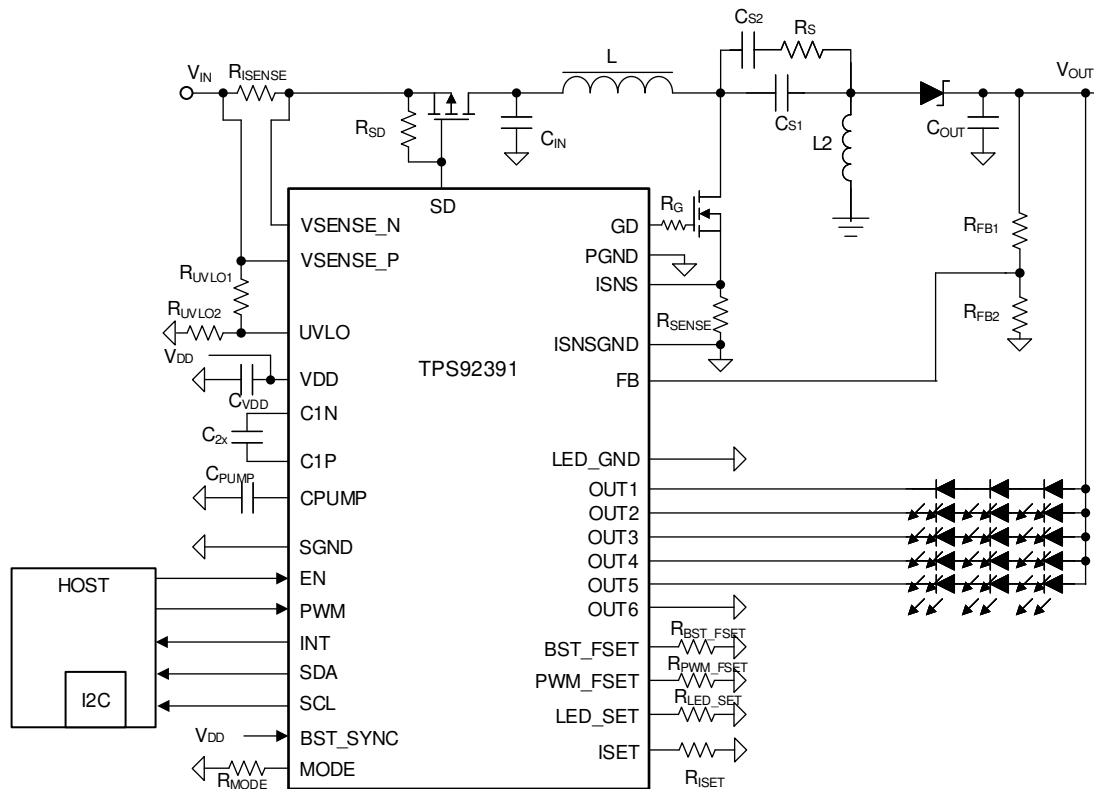 CS2
RS
VIN
RISENSE
L
VOUT
RSD
CIN
CS1
L2
COUT
SD
RG
VSENSE_N
GD
RFB1
VSENSE_P
PGND
RUVLO1
ISNS
RUVLO2
RSENSE
RFB2
UVLO
ISNSGND
VDD
TPS92391
FB
VDD
CVDD
C1N
C2x
C1P
LED_GND
CPUMP
CPUMP
OUT1
OUT2
SGND
OUT3
OUT4
HOST
EN
OUT5
PWM
OUT6
INT
RBST_FSET
BST_FSET
SDA
RPWM_FSET
PWM_FSET
I2C
SCL
RLED_SET
LED_SET
VDD
BST_SYNC
ISET
MODE
RMODE
RISET